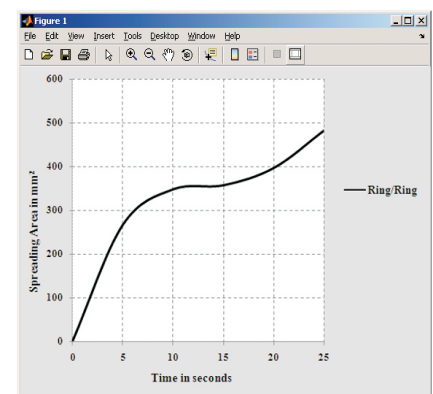 Figure 1
File Edit View Insert Tools Desktop Window Help
600
500
400
300
200
100
0
Spreading Area in mm²
0 5 10 15 20 25
Time in seconds
Ring/Ring